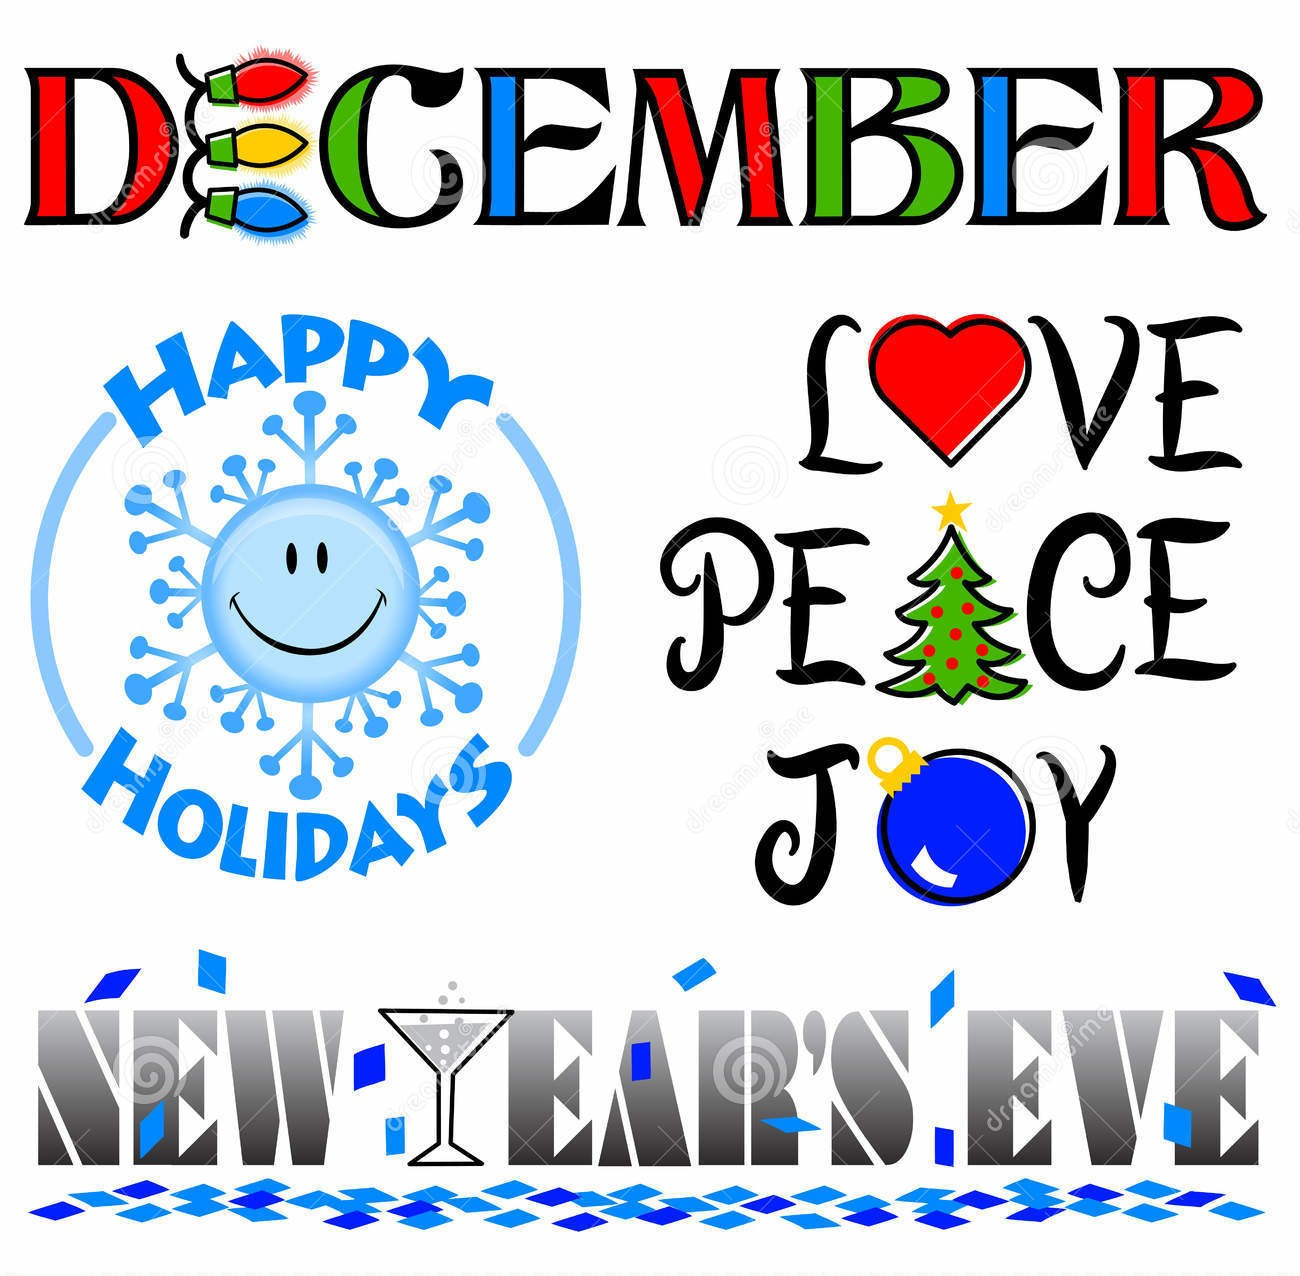 DECEMBER
HAPPY
HOLIDAYS
LOVE
PEACE
JOY
NEW YEAR'S EVE